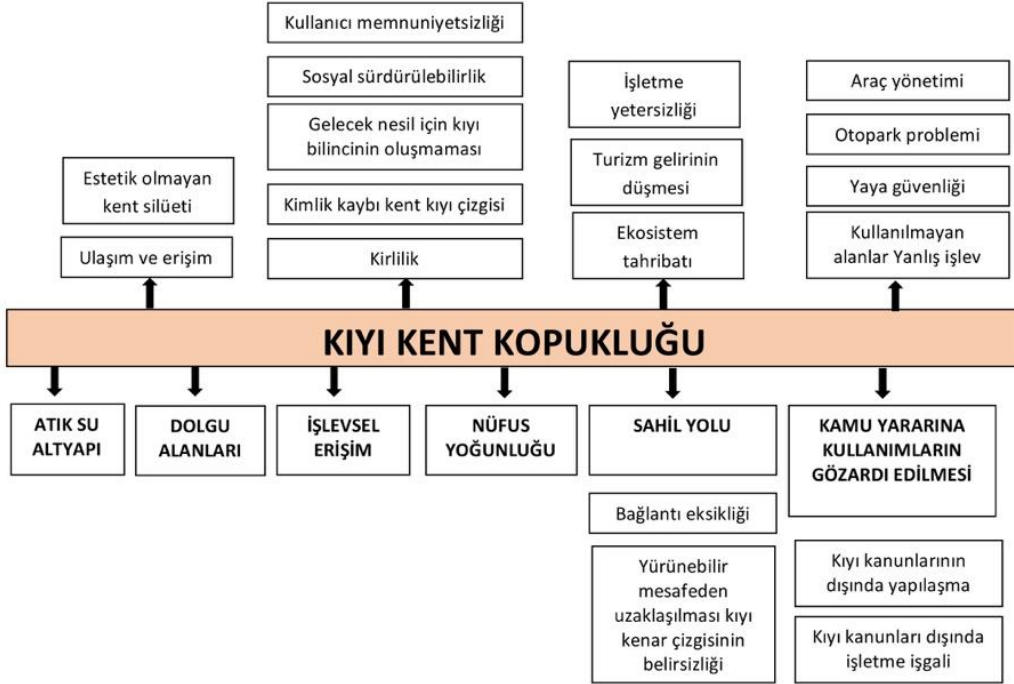 Kullanıcı memnuniyetsizliği
Sosyal sürdürülebilirlik
Gelecek nesil için kıyı
bilincinin oluşmaması
Kimlik kaybı kent kıyı çizgisi
Kirlilik
Estetik olmayan
kent silüeti
Ulaşım ve erişim
İşletme
yetersizliği
Turizm gelirinin
düşmesi
Ekosistem
tahribatı
Araç yönetimi
Otopark problemi
Yaya güvenliği
Kullanılmayan
alanlar Yanlış işlev
KIYI KENT KOPUKLUĞU
ATIK SU
ALTYAPI
DOLGU
ALANLARI
İŞLEVSEL
ERİŞİM
NÜFUS
YOĞUNLUĞU
SAHİL YOLU
KAMU YARARINA
KULLANIMLARIN
GÖZARDI EDİLMESİ
Bağlantı eksikliği
Yürünebilir
mesafeden
uzaklaşılması kıyı
kenar çizgisinin
belirsizliği
Kıyı kanunlarının
dışında yapılaşma
Kıyı kanunları dışında
işletme işgali